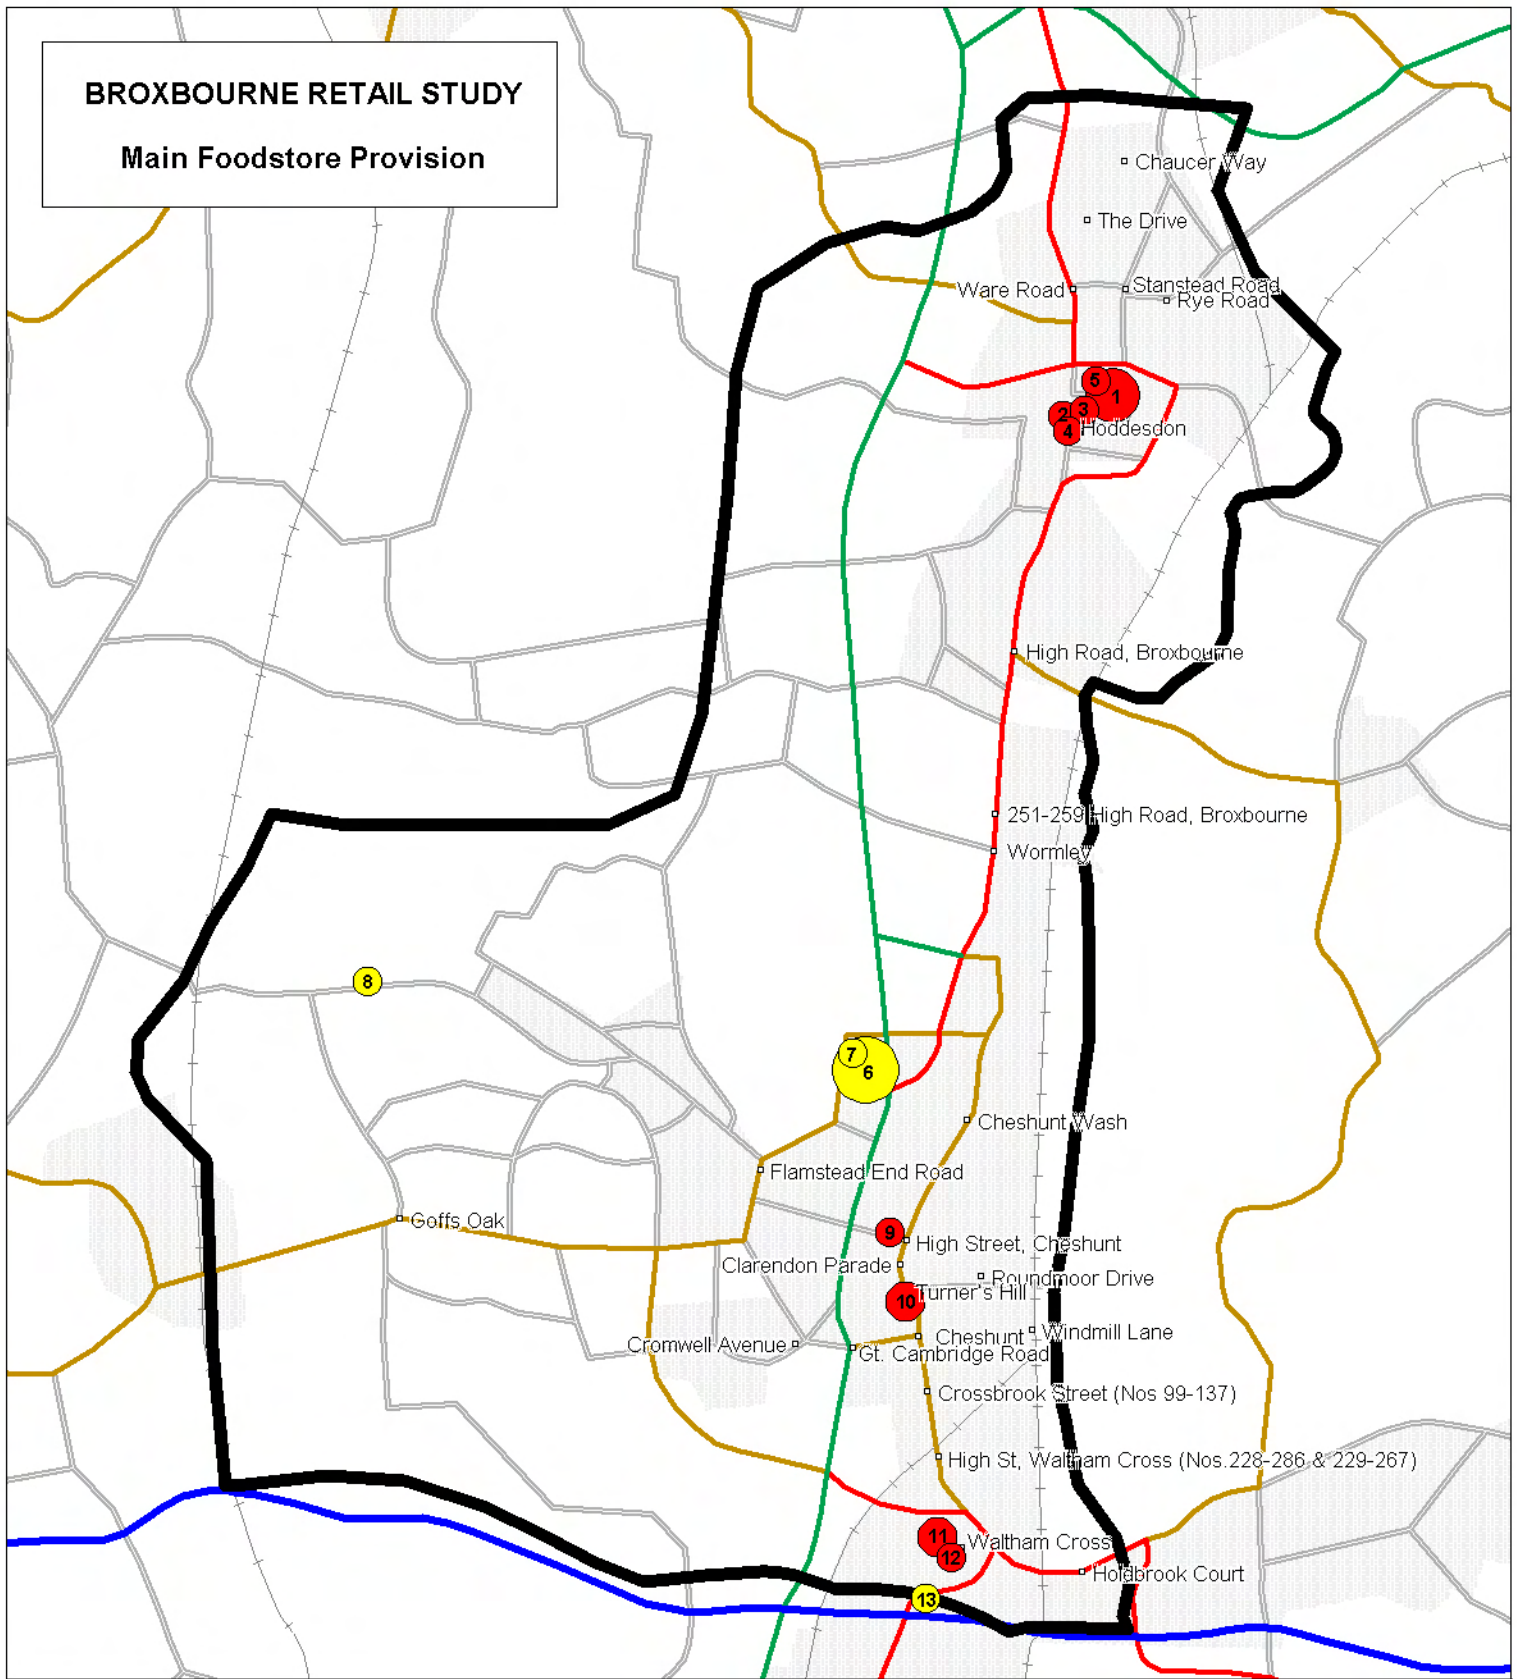 BROXBOURNE RETAIL STUDY
Main Foodstore Provision
Chaucer Way
The Drive
Ware Road
Stanstead Road
Rye Road
5
1
2
3
4
Hoddesdon
High Road, Broxbourne
251-259 High Road, Broxbourne
Wormley
8
7
6
Cheshunt Wash
Flamstead End Road
Goffs Oak
9
High Street, Cheshunt
Clarendon Parade
Roundmoor Drive
Turner's Hill
10
Cheshunt
Windmill Lane
Cromwell Avenue
Gt. Cambridge Road
Crossbrook Street (Nos 99-137)
High St, Waltham Cross (Nos.228-286 & 229-267)
11
Waltham Cross
12
Holdbrook Court
13